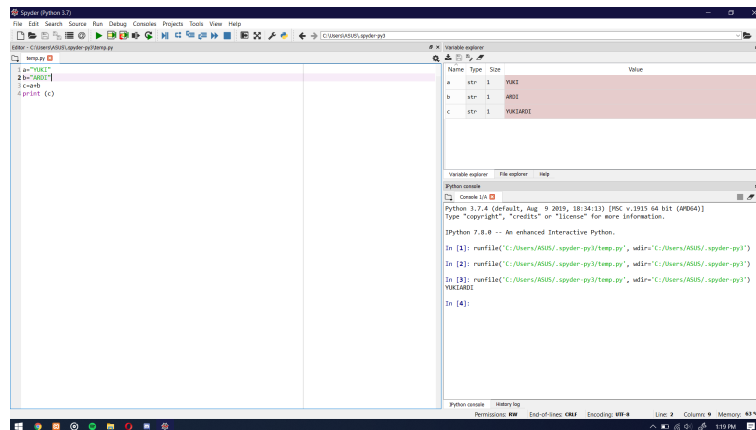 Spyder (Python 3.7)
File Edit Search Source Run Debug Consoles Projects Tools View Help
C:\Users\ASUS\.spyder-py3
Editor - C:\Users\ASUS\.spyder-py3\temp.py
temp.py
1 a="YUKI"
2 b="ARDI"
3 c=a+b
4 print (c)
Variable explorer
Name Type Size Value
a str 1 YUKI
b str 1 ARDI
c str 1 YUKIARDI
Variable explorer File explorer Help
IPython console
Console 1/A
Python 3.7.4 (default, Aug 9 2019, 18:34:13) [MSC v.1915 64 bit (AMD64)]
Type "copyright", "credits" or "license" for more information.
IPython 7.8.0 -- An enhanced Interactive Python.
In [1]: runfile('C:/Users/ASUS/.spyder-py3/temp.py', wdir='C:/Users/ASUS/.spyder-py3')
In [2]: runfile('C:/Users/ASUS/.spyder-py3/temp.py', wdir='C:/Users/ASUS/.spyder-py3')
In [3]: runfile('C:/Users/ASUS/.spyder-py3/temp.py', wdir='C:/Users/ASUS/.spyder-py3')
YUKIARDI
In [4]:
IPython console History log
Permissions: RW End-of-lines: CRLF Encoding: UTF-8 Line: 2 Column: 9 Memory: 63 %
1:19 PM